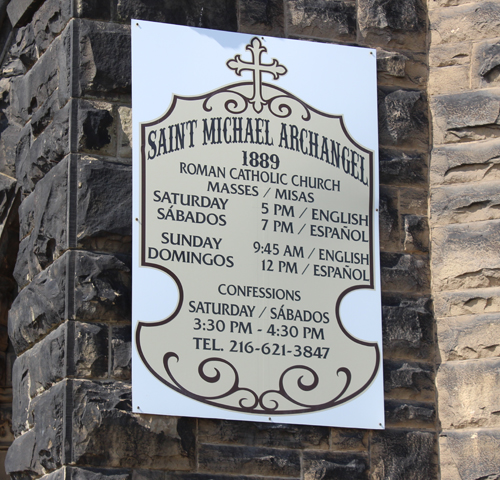 SAINT MICHAEL ARCHANGEL
1889
ROMAN CATHOLIC CHURCH
MASSES / MISAS
SATURDAY 5 PM / ENGLISH
SÁBADOS 7 PM / ESPAÑOL
SUNDAY 9:45 AM / ENGLISH
DOMINGOS 12 PM / ESPAÑOL
CONFESSIONS
SATURDAY / SÁBADOS
3:30 PM - 4:30 PM
TEL. 216-621-3847